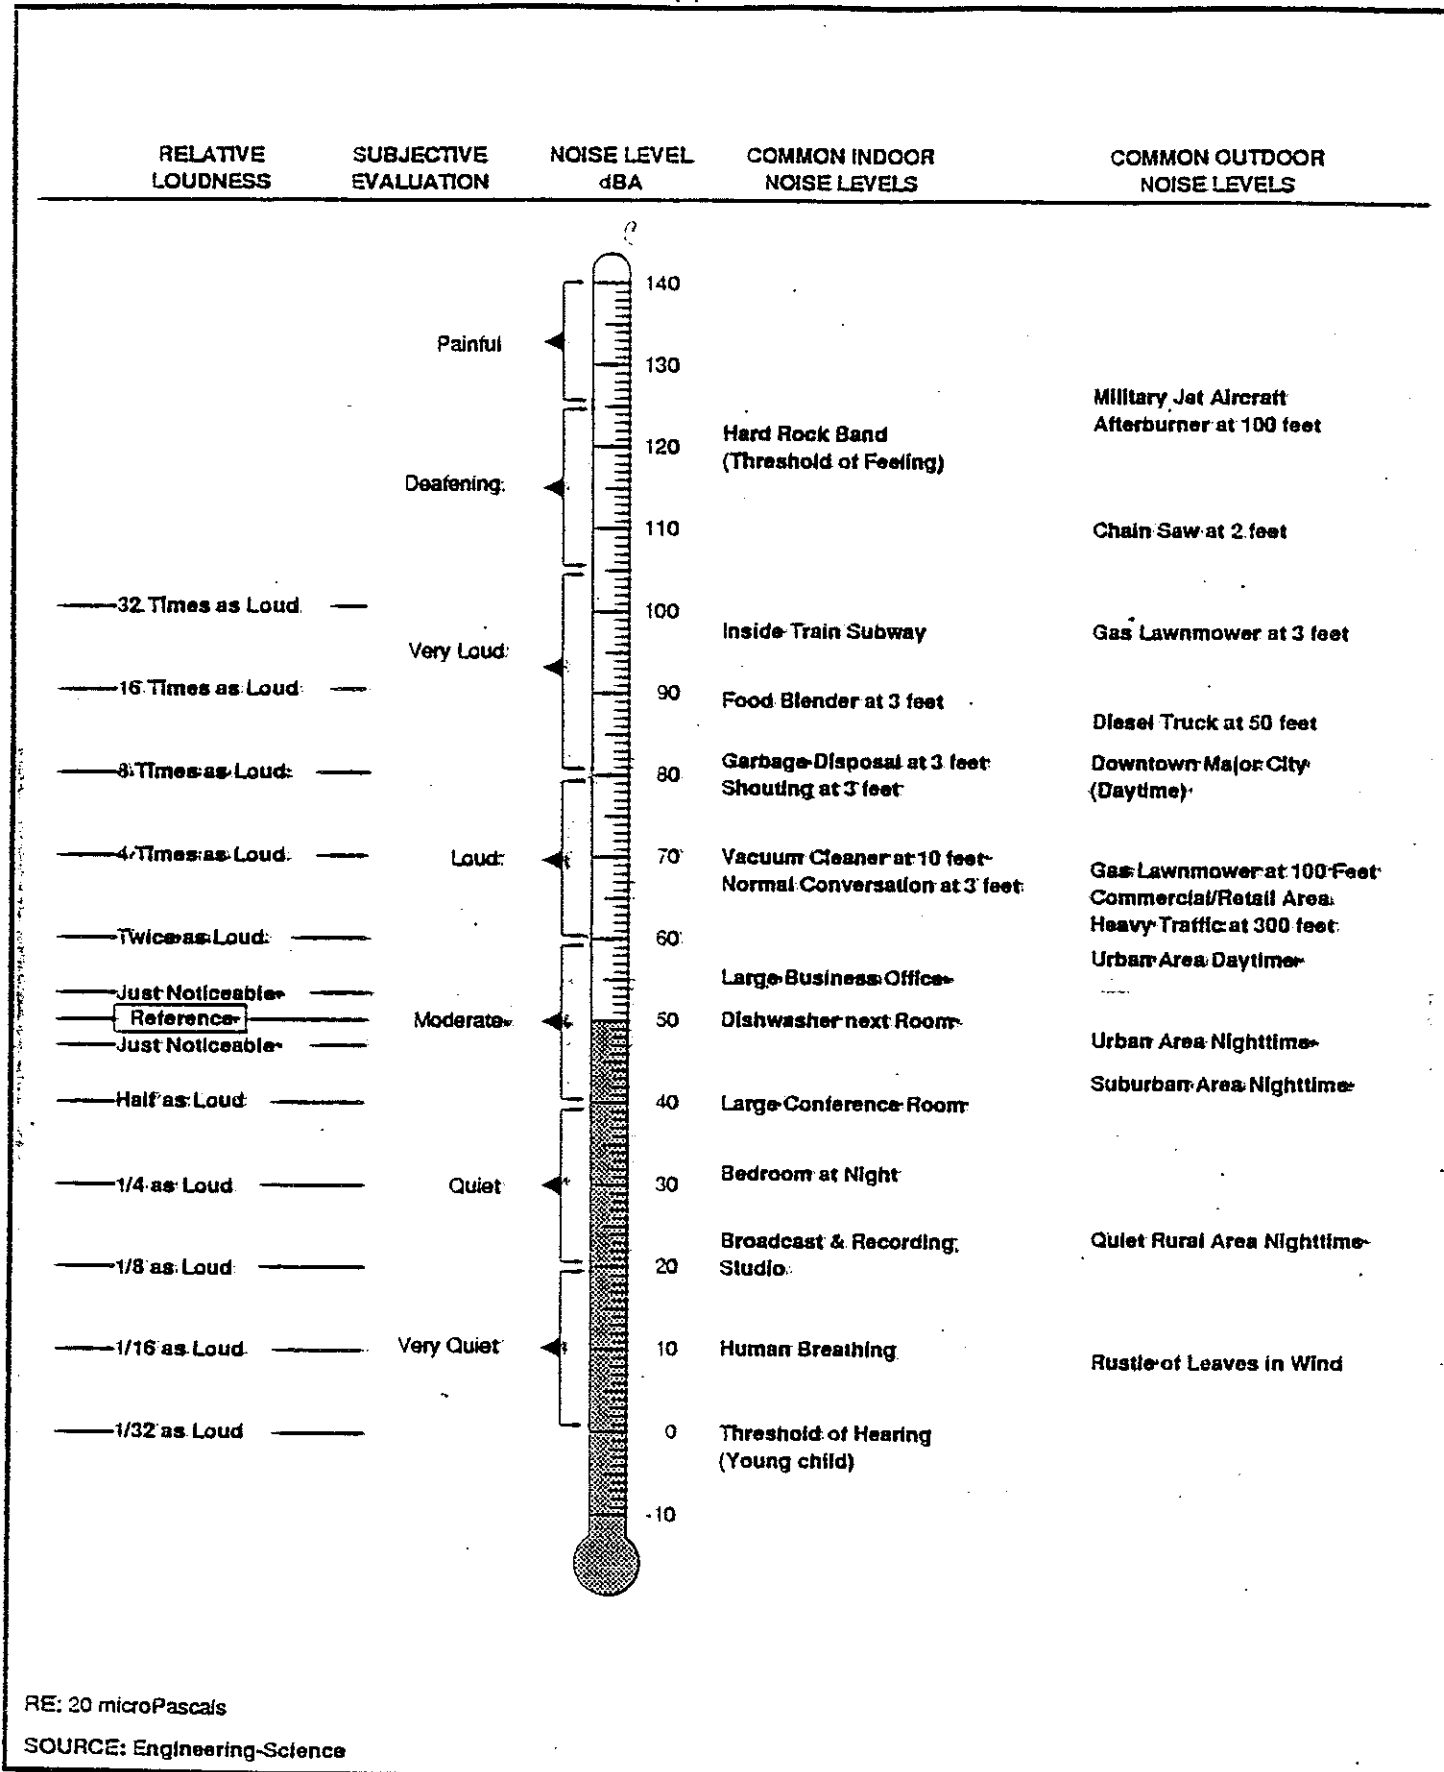 RELATIVE LOUDNESS
SUBJECTIVE EVALUATION
NOISE LEVEL dBA
COMMON INDOOR NOISE LEVELS
COMMON OUTDOOR NOISE LEVELS
140
Painful
130
Military Jet Aircraft
Afterburner at 100 feet
Hard Rock Band
120
(Threshold of Feeling)
Deafening
110
Chain Saw at 2 feet
32 Times as Loud
100
Inside Train Subway
Gas Lawnmower at 3 feet
Very Loud
16 Times as Loud
90
Food Blender at 3 feet
Diesel Truck at 50 feet
8 Times as Loud
80
Garbage Disposal at 3 feet
Shouting at 3 feet
Downtown Major City
(Daytime)
4 Times as Loud
Loud
70
Vacuum Cleaner at 10 feet
Normal Conversation at 3 feet
Gas Lawnmower at 100 Feet
Commercial/Retail Area
Heavy Traffic at 300 feet
Twice as Loud
60
Urban Area Daytime
Large Business Office
Just Noticeable
Reference
Moderate
50
Dishwasher next Room
Just Noticeable
Urban Area Nighttime
Suburban Area Nighttime
Half as Loud
40
Large Conference Room
1/4 as Loud
Quiet
30
Bedroom at Night
Broadcast & Recording
Studio
Quiet Rural Area Nighttime
1/8 as Loud
20
1/16 as Loud
Very Quiet
10
Human Breathing
Rustle of Leaves in Wind
1/32 as Loud
0
Threshold of Hearing
(Young child)
-10
RE: 20 microPascals
SOURCE: Engineering-Science